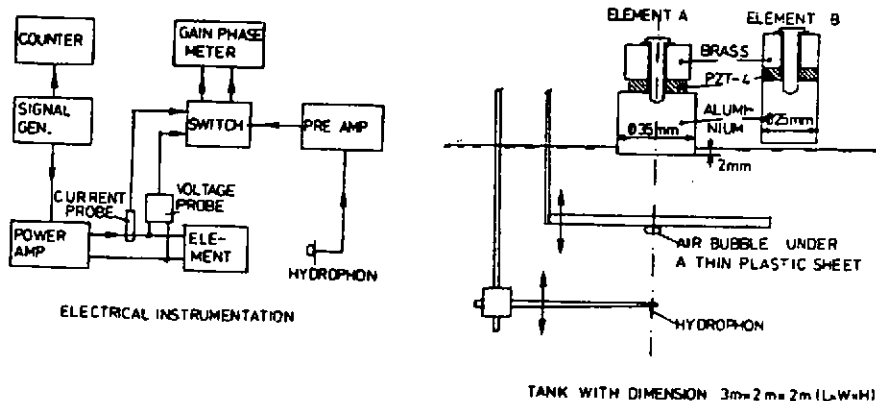 COUNTER
GAIN PHASE
METER
SIGNAL
GEN.
SWITCH
PRE AMP
CURRENT
PROBE
VOLTAGE
PROBE
POWER
AMP
ELE-
MENT
HYDROPHON
ELECTRICAL INSTRUMENTATION
ELEMENT A
ELEMENT B
BRASS
PZT-4
ALUMI-
NIUM
Ø35mm
Ø25mm
2mm
AIR BUBBLE UNDER
A THIN PLASTIC SHEET
HYDROPHON
TANK WITH DIMENSION 3m×2m×2m (L×W×H)